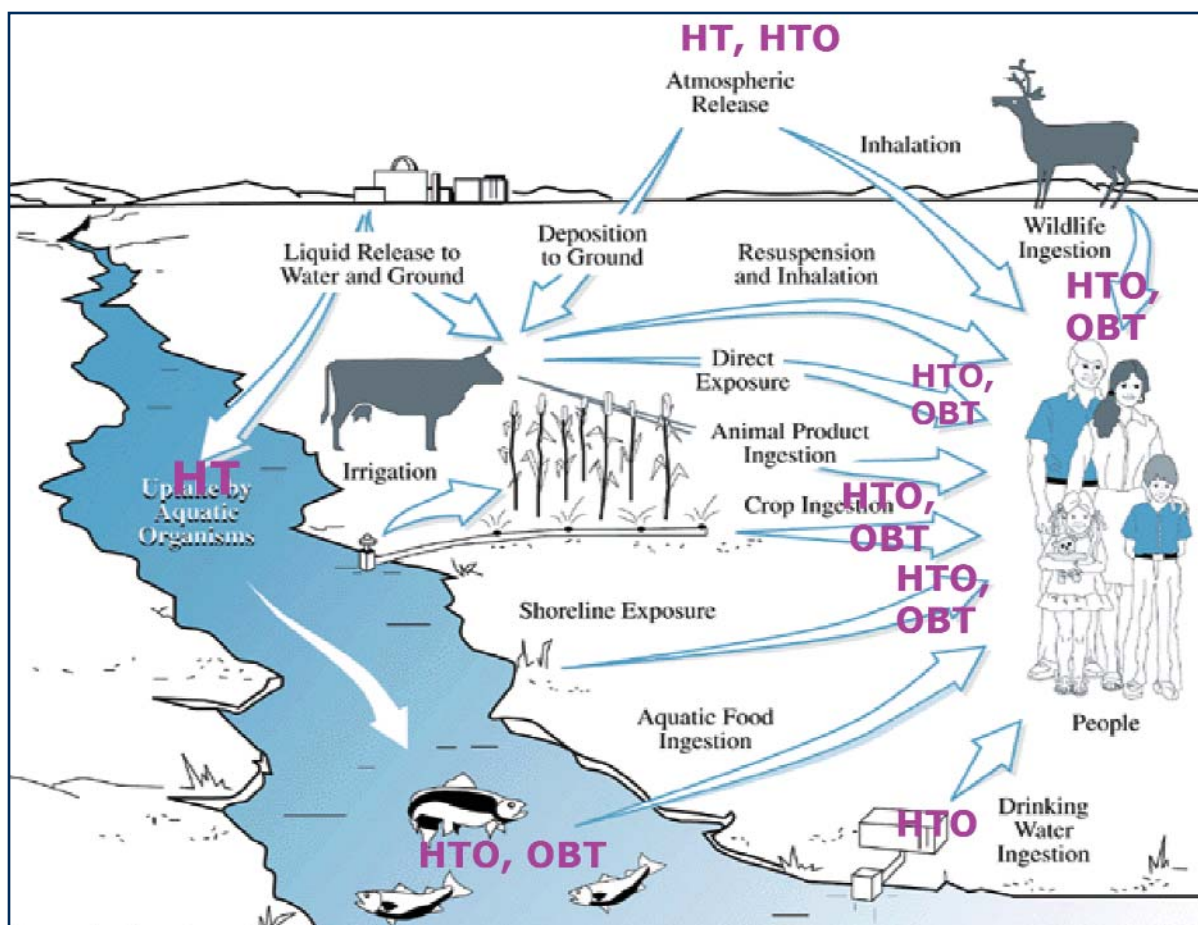 HT, HTO
Atmospheric
Release
Inhalation
Wildlife
Ingestion
Liquid Release to
Water and Ground
Deposition
to Ground
Resuspension
and Inhalation
HTO,
OBT
Direct
Exposure
HTO,
OBT
Animal Product
Ingestion
HT
Uptake by
Aquatic
Organisms
Irrigation
Crop Ingestion
HTO,
OBT
HTO,
OBT
Shoreline Exposure
Aquatic Food
Ingestion
People
HTO
Drinking
Water
Ingestion
HTO, OBT